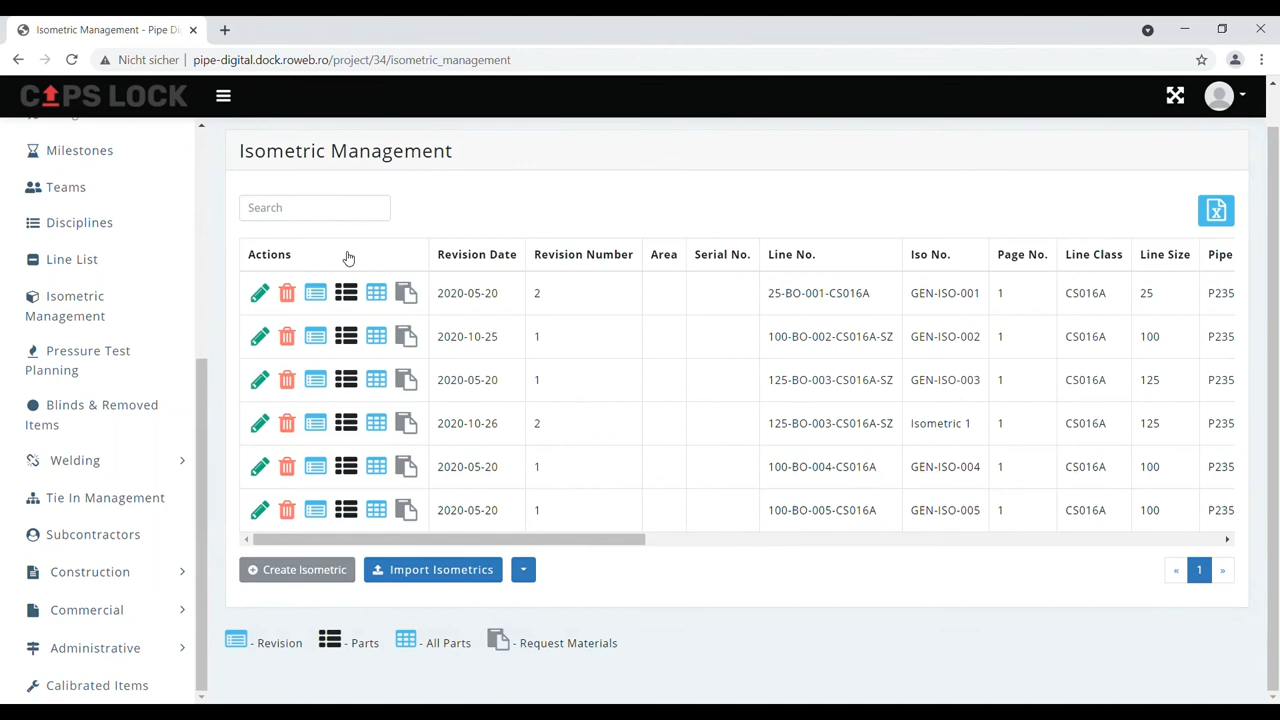 Isometric Management - Pipe Di
Nicht sicher | pipe-digital.dock.roweb.ro/project/34/isometric_management
CAPS LOCK
Milestones
Teams
Disciplines
Line List
Isometric
Management
Pressure Test
Planning
Blinds & Removed
Items
Welding
Tie In Management
Subcontractors
Construction
Commercial
Administrative
Calibrated Items
Isometric Management
Search
Actions Revision Date Revision Number Area Serial No. Line No. Iso No. Page No. Line Class Line Size Pipe
2020-05-20 2 25-BO-001-CS016A GEN-ISO-001 1 CS016A 25 P235
2020-10-25 1 100-BO-002-CS016A-SZ GEN-ISO-002 1 CS016A 100 P235
2020-05-20 1 125-BO-003-CS016A-SZ GEN-ISO-003 1 CS016A 125 P235
2020-10-26 2 125-BO-003-CS016A-SZ Isometric 1 1 CS016A 125 P235
2020-05-20 1 100-BO-004-CS016A GEN-ISO-004 1 CS016A 100 P235
2020-05-20 1 100-BO-005-CS016A GEN-ISO-005 1 CS016A 100 P235
Create Isometric Import Isometrics « 1 »
- Revision - Parts - All Parts - Request Materials